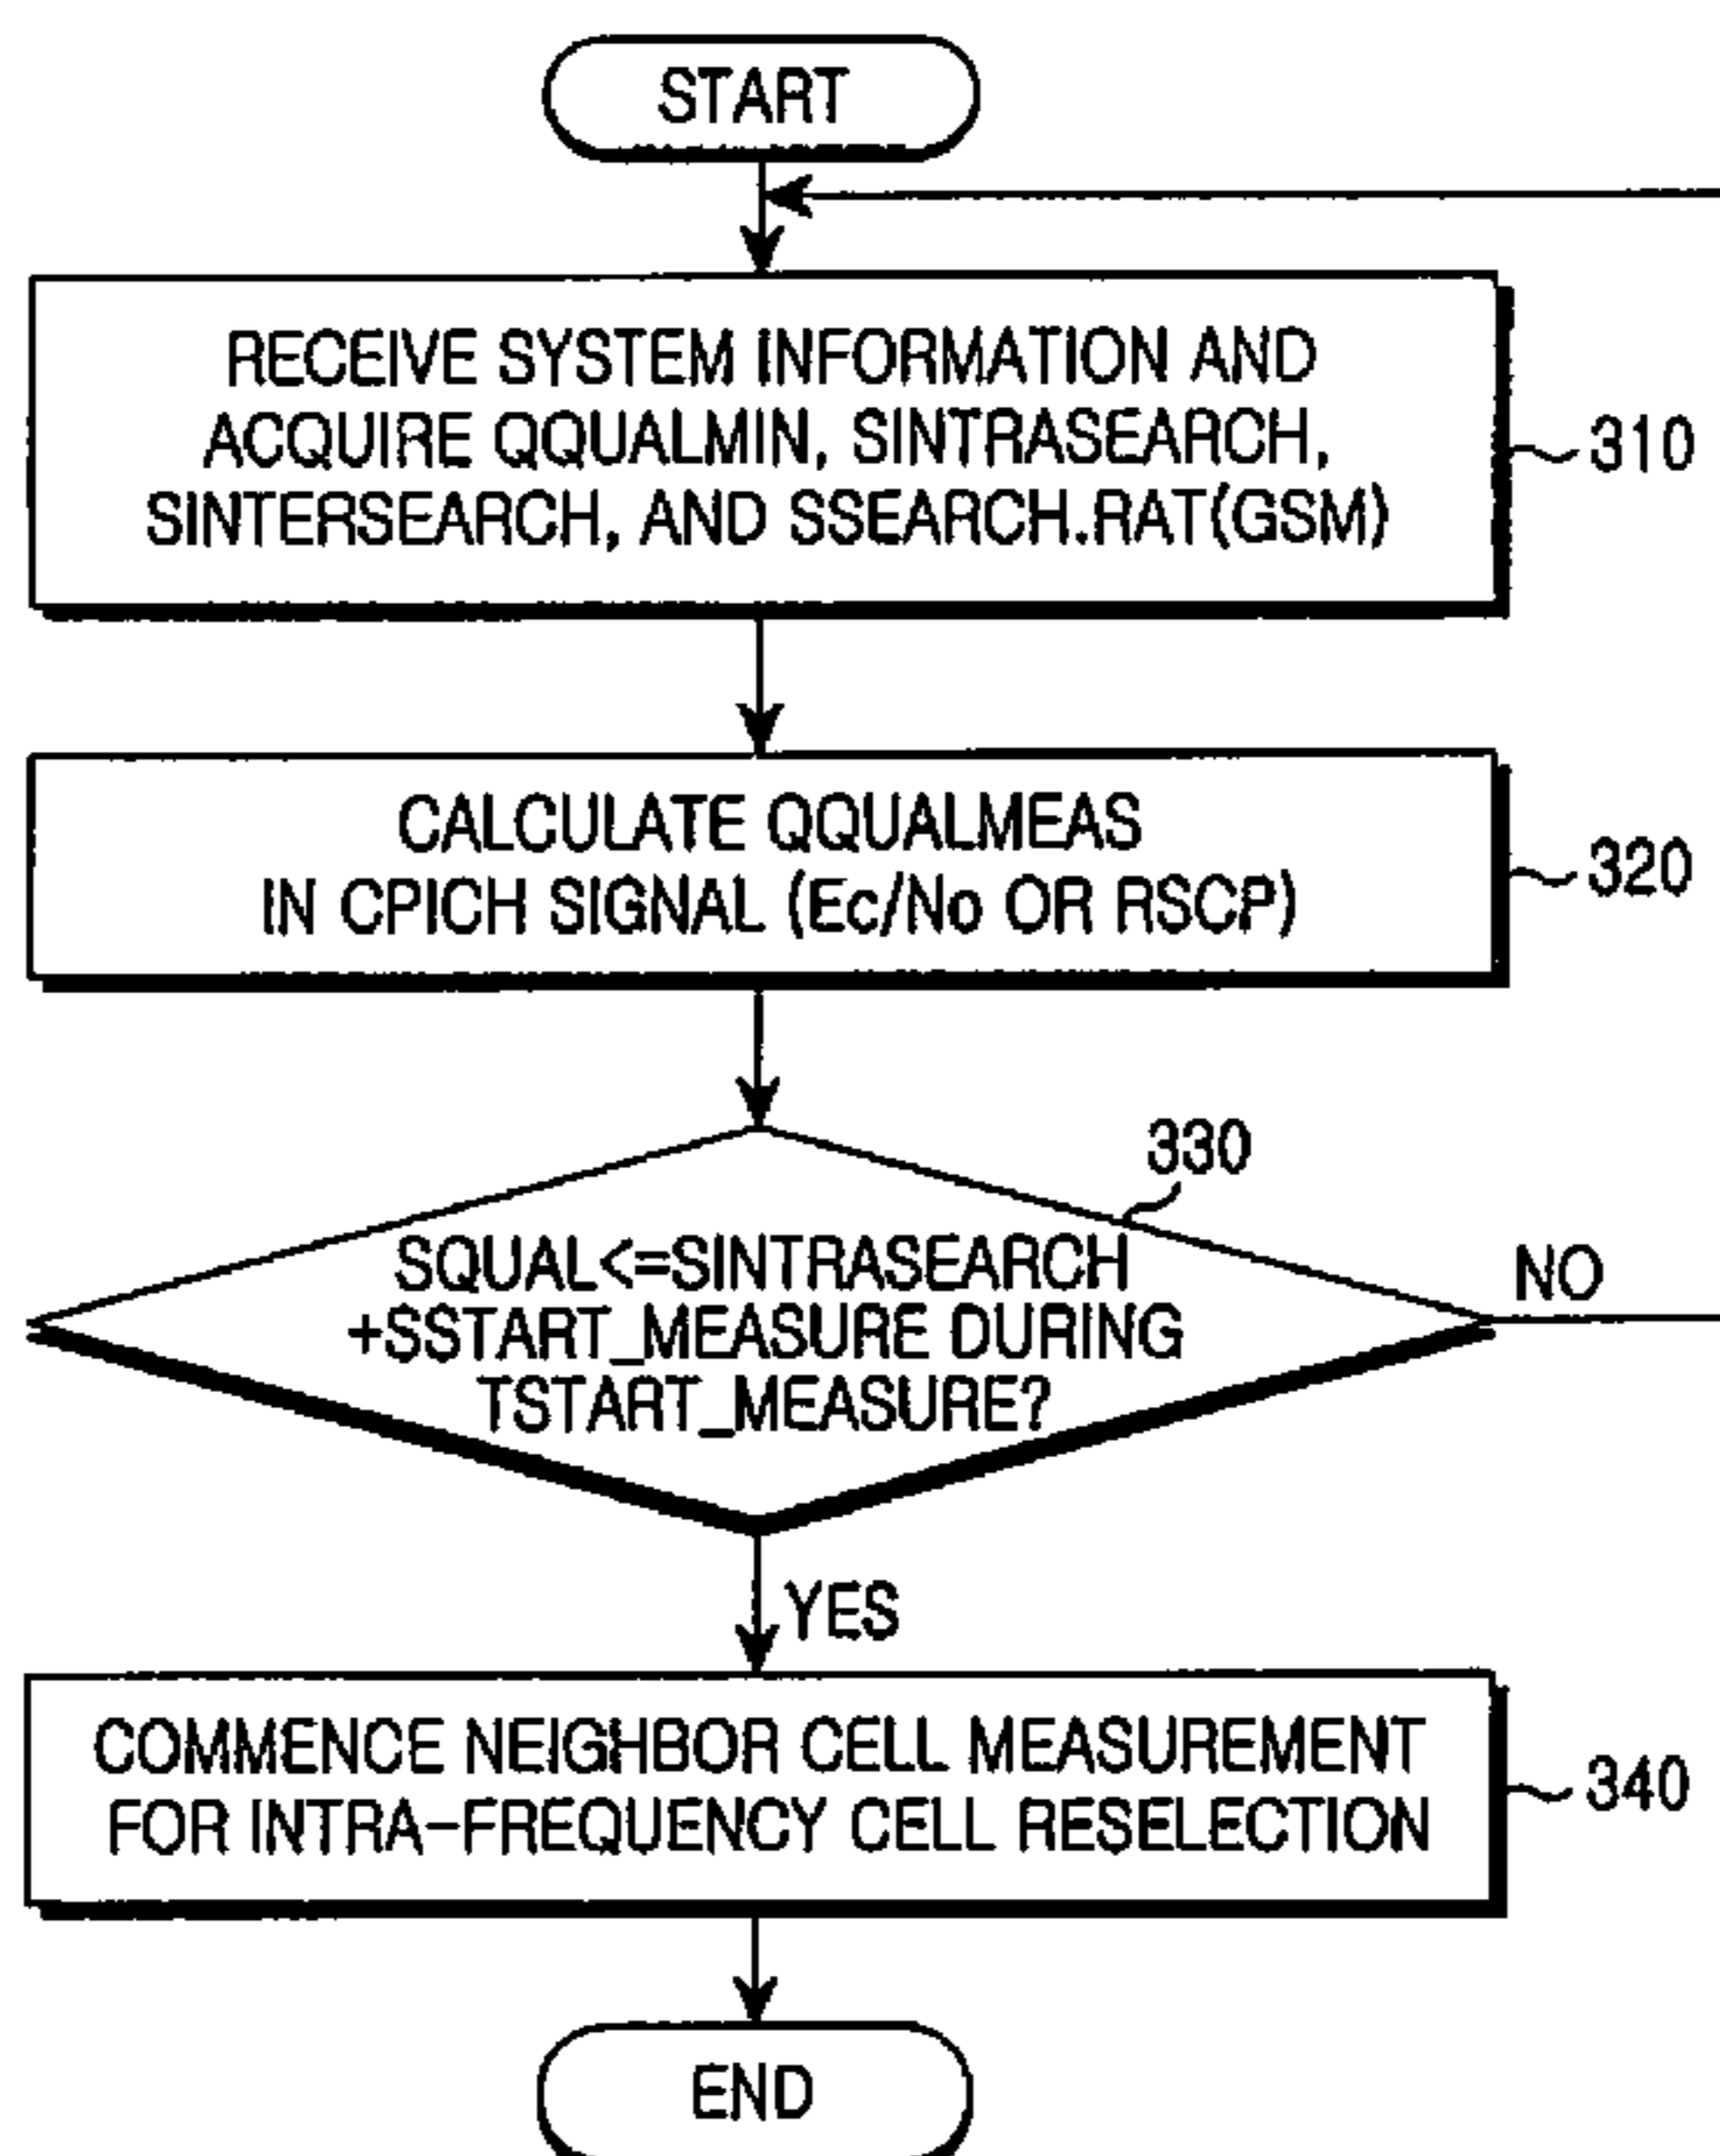 START
RECEIVE SYSTEM INFORMATION AND
ACQUIRE QQUALMIN, SINTRASEARCH,
SINTERSEARCH, AND SSEARCH.RAT(GSM)
310
CALCULATE QQUALMEAS
IN CPICH SIGNAL (Ec/No OR RSCP)
320
330
SQUAL<=SINTRASEARCH
+SSTART_MEASURE DURING
TSTART_MEASURE?
NO
YES
COMMENCE NEIGHBOR CELL MEASUREMENT
FOR INTRA-FREQUENCY CELL RESELECTION
340
END